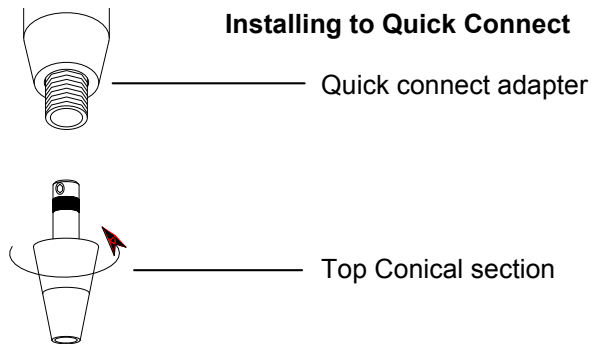 Installing to Quick Connect
Quick connect adapter
Top Conical section